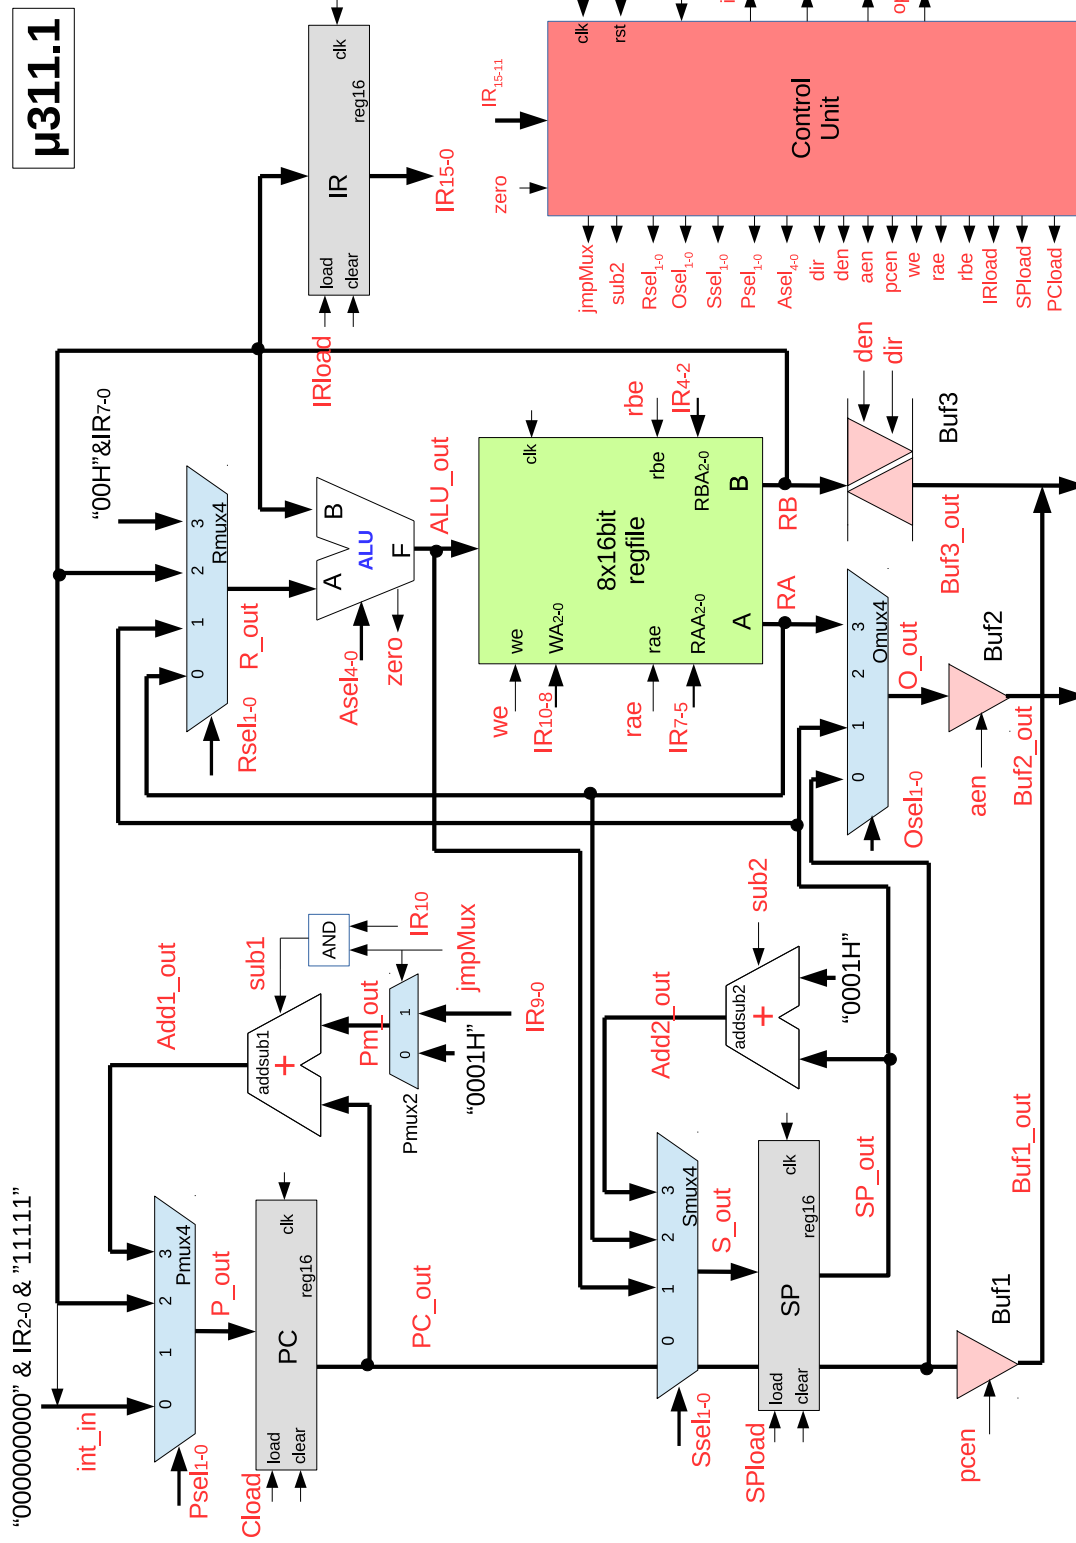 µ311.1
"00000000" & IR2-0 & "11111"
int_in
Psel1-0
0
1
2
3
Pmux4
P_out
Cload
load
clear
PC
reg16
clk
PC_out
Add1_out
addsub1
+
sub1
AND
IR10
jmpMux
Pm_out
0
1
Pmux2
"0001H"
IR9-0
"00H"&IR7-0
0
1
2
3
Rmux4
Rsel1-0
R_out
A
B
ALU
F
Asel4-0
zero
ALU_out
IRload
load
clear
IR
reg16
clk
IR15-0
we
IR10-8
rae
IR7-5
we
WA2-0
rae
RAA2-0
8x16bit
regfile
clk
rbe
RBA2-0
A
B
rbe
IR4-2
RA
RB
Ssel1-0
0
1
2
3
Smux4
S_out
SPload
load
clear
SP
reg16
clk
SP_out
Add2_out
addsub2
+
sub2
"0001H"
Osel1-0
0
1
2
3
Omux4
O_out
aen
Buf2
Buf2_out
den
dir
Buf3
Buf3_out
pcen
Buf1
Buf1_out
zero
IR15-11
clk
rst
Control
Unit
jmpMux
sub2
Rsel1-0
Osel1-0
Ssel1-0
Psel1-0
Asel4-0
dir
den
aen
pcen
we
rae
rbe
IRload
SPload
PCload